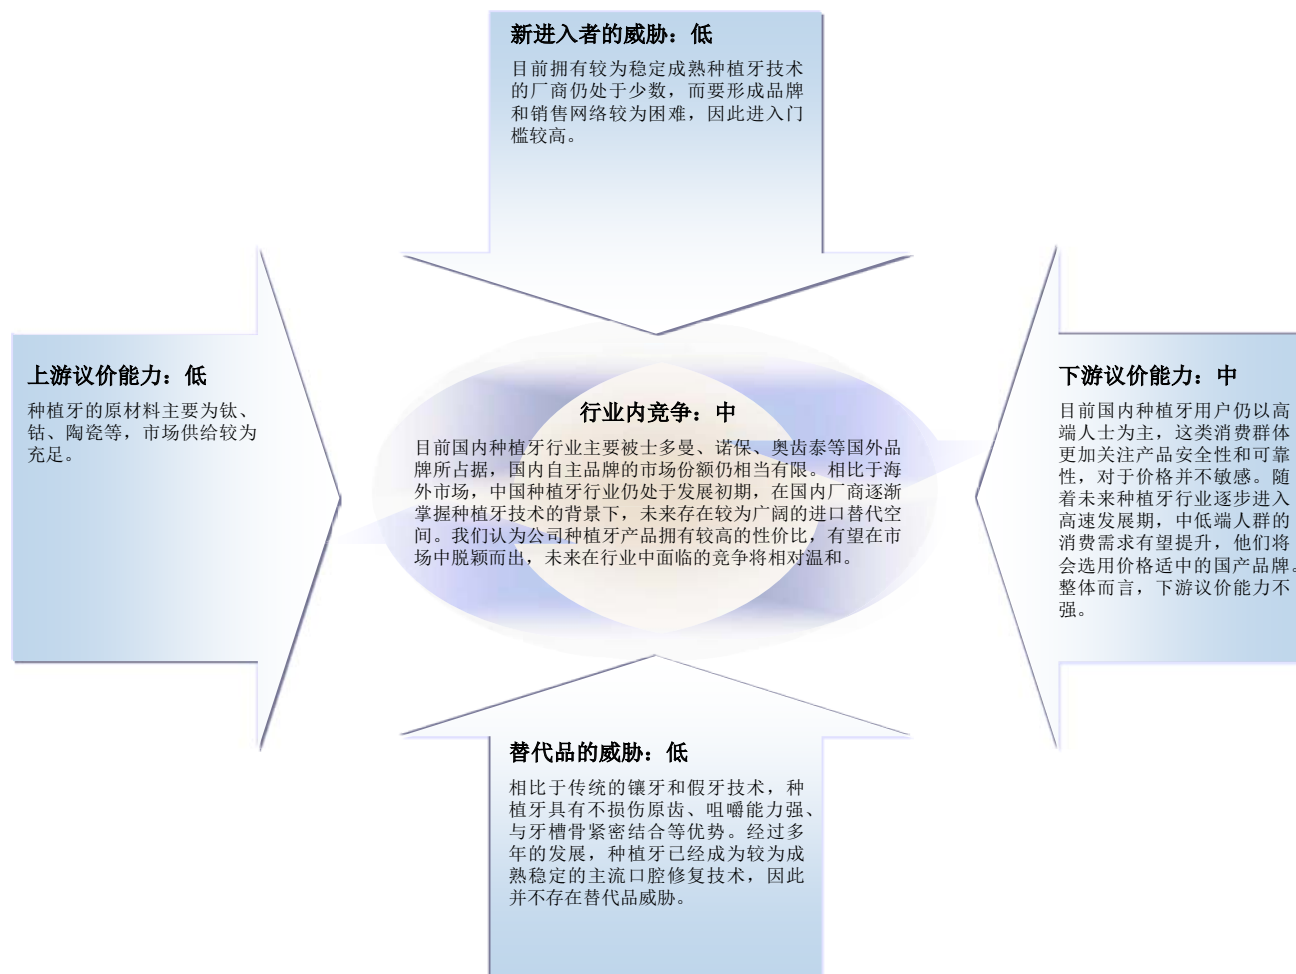 新进入者的威胁：低
目前拥有较为稳定成熟种植牙技术
的厂商仍处于少数，而要形成品牌
和销售网络较为困难，因此进入门
槛较高。
上游议价能力：低
种植牙的原材料主要为钛、
钴、陶瓷等，市场供给较为
充足。
行业内竞争：中
目前国内种植牙行业主要被士多曼、诺保、奥齿泰等国外品
牌所占据，国内自主品牌的市场份额仍相当有限。相比于海
外市场，中国种植牙行业仍处于发展初期，在国内厂商逐渐
掌握种植牙技术的背景下，未来存在较为广阔的进口替代空
间。我们认为公司种植牙产品拥有较高的性价比，有望在市
场中脱颖而出，未来在行业中面临的竞争将相对温和。
下游议价能力：中
目前国内种植牙用户仍以高
端人士为主，这类消费群体
更加关注产品安全性和可靠
性，对于价格并不敏感。随
着未来种植牙行业逐步进入
高速发展期，中低端人群的
消费需求有望提升，他们将
会选用价格适中的国产品牌。
整体而言，下游议价能力不
强。
替代品的威胁：低
相比于传统的镶牙和假牙技术，种
植牙具有不损伤原齿、咀嚼能力强、
与牙槽骨紧密结合等优势。经过多
年的发展，种植牙已经成为较为成
熟稳定的主流口腔修复技术，因此
并不存在替代品威胁。